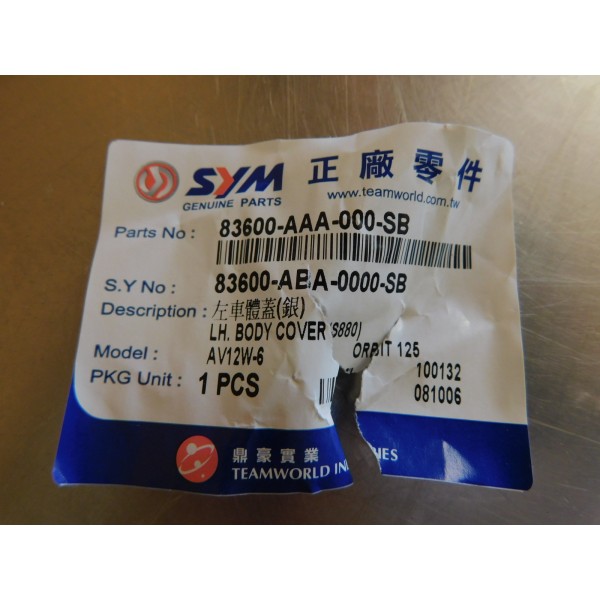 SYM 正廠零件
GENUINE PARTS www.teamworld.com.tw
Parts No : 83600-AAA-000-SB
S.Y No : 83600-ABA-0000-SB
Description : 左車體蓋(銀)
LH. BODY COVER (S880)
Model : AV12W-6 ORBIT 125
PKG Unit : 1 PCS 100132
081006
鼎豪實業
TEAMWORLD IN IES